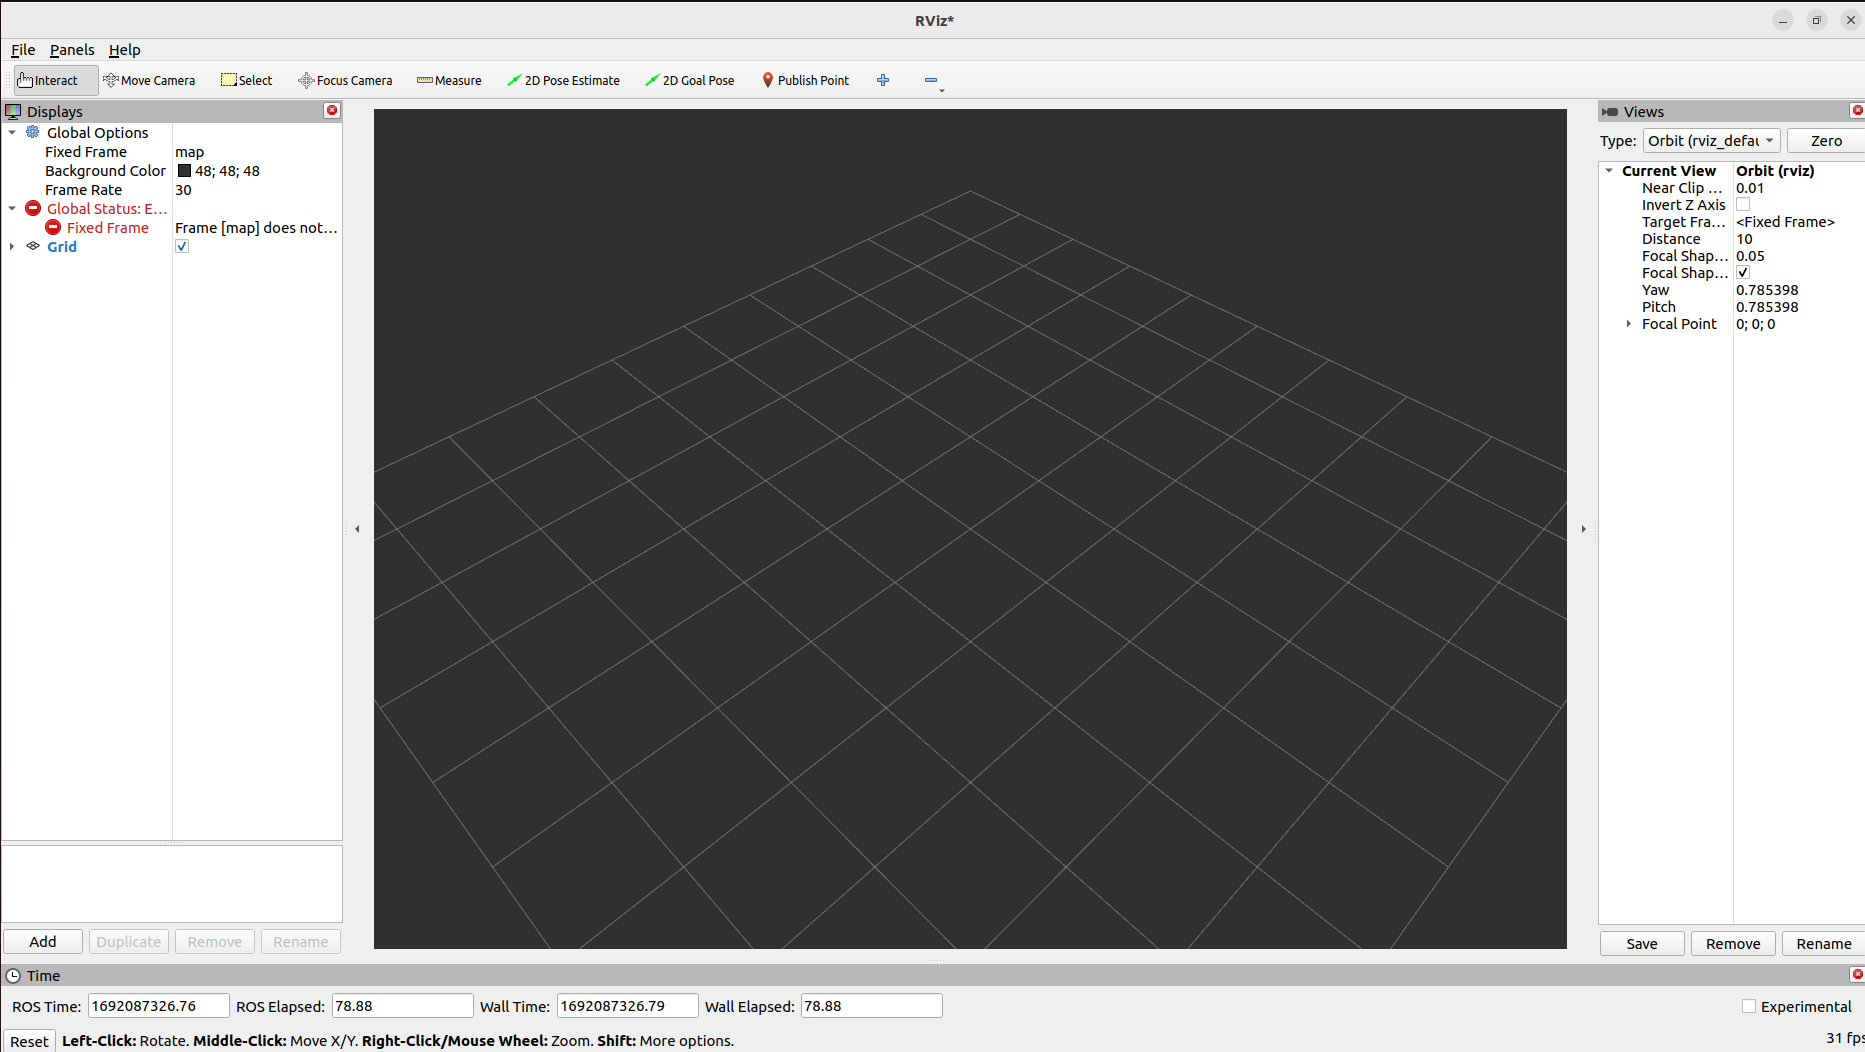 RViz*
File Panels Help
Interact Move Camera Select Focus Camera Measure 2D Pose Estimate 2D Goal Pose Publish Point
Displays
Global Options
Fixed Frame map
Background Color 48; 48; 48
Frame Rate 30
Global Status: E...
Fixed Frame Frame [map] does not...
Grid
Add Duplicate Remove Rename
Views
Type: Orbit (rviz_defau Zero
Current View Orbit (rviz)
Near Clip ... 0.01
Invert Z Axis
Target Fra... <Fixed Frame>
Distance 10
Focal Shap... 0.05
Focal Shap...
Yaw 0.785398
Pitch 0.785398
Focal Point 0; 0; 0
Save Remove Rename
Time
ROS Time: 1692087326.76 ROS Elapsed: 78.88 Wall Time: 1692087326.79 Wall Elapsed: 78.88 Experimental
Reset Left-Click: Rotate. Middle-Click: Move X/Y. Right-Click/Mouse Wheel: Zoom. Shift: More options. 31 fps